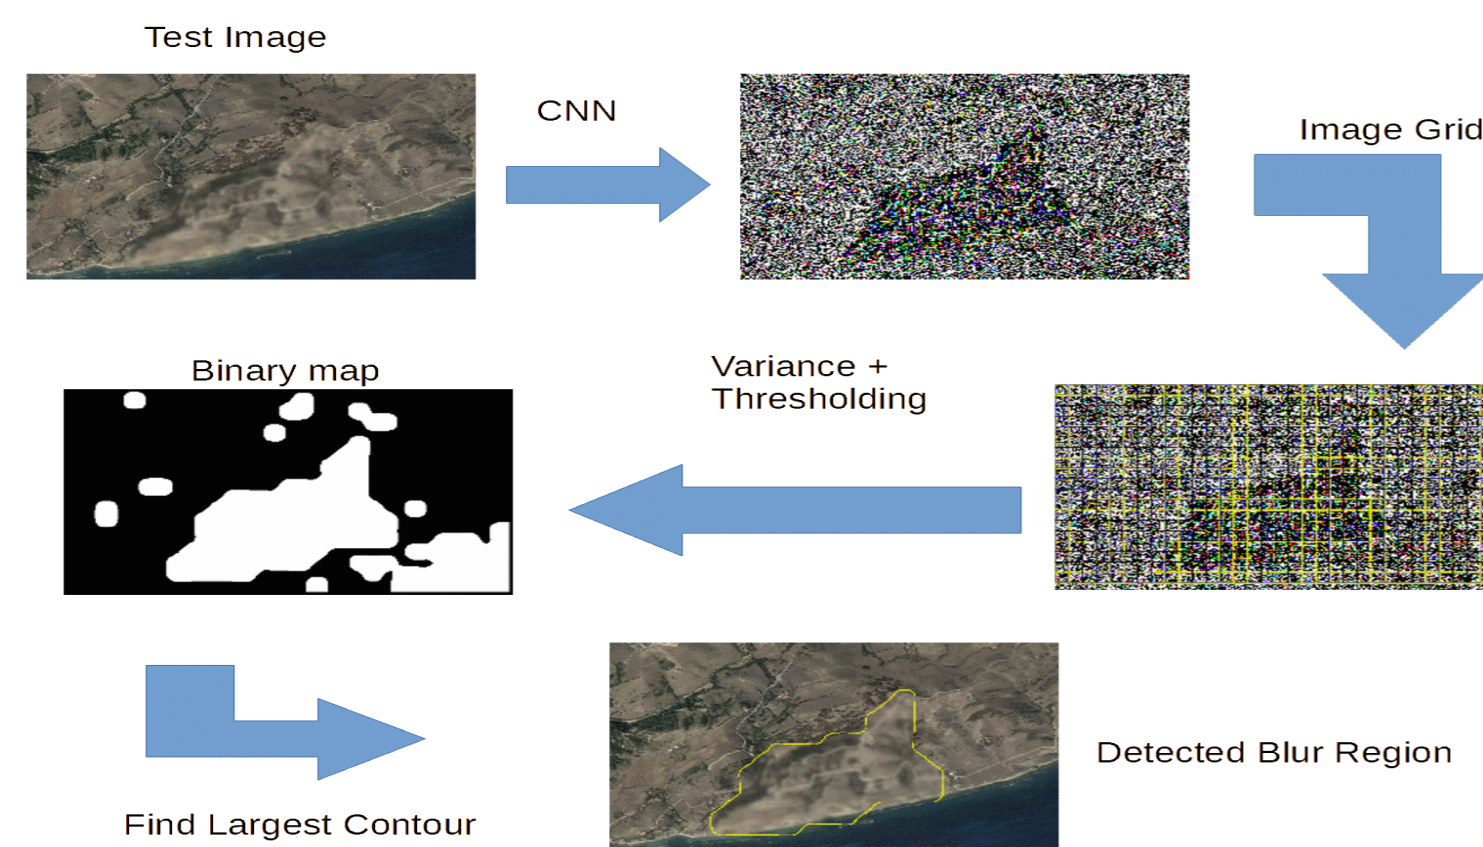 Test Image
CNN
Image Grid
Binary map
Variance +
Thresholding
Detected Blur Region
Find Largest Contour